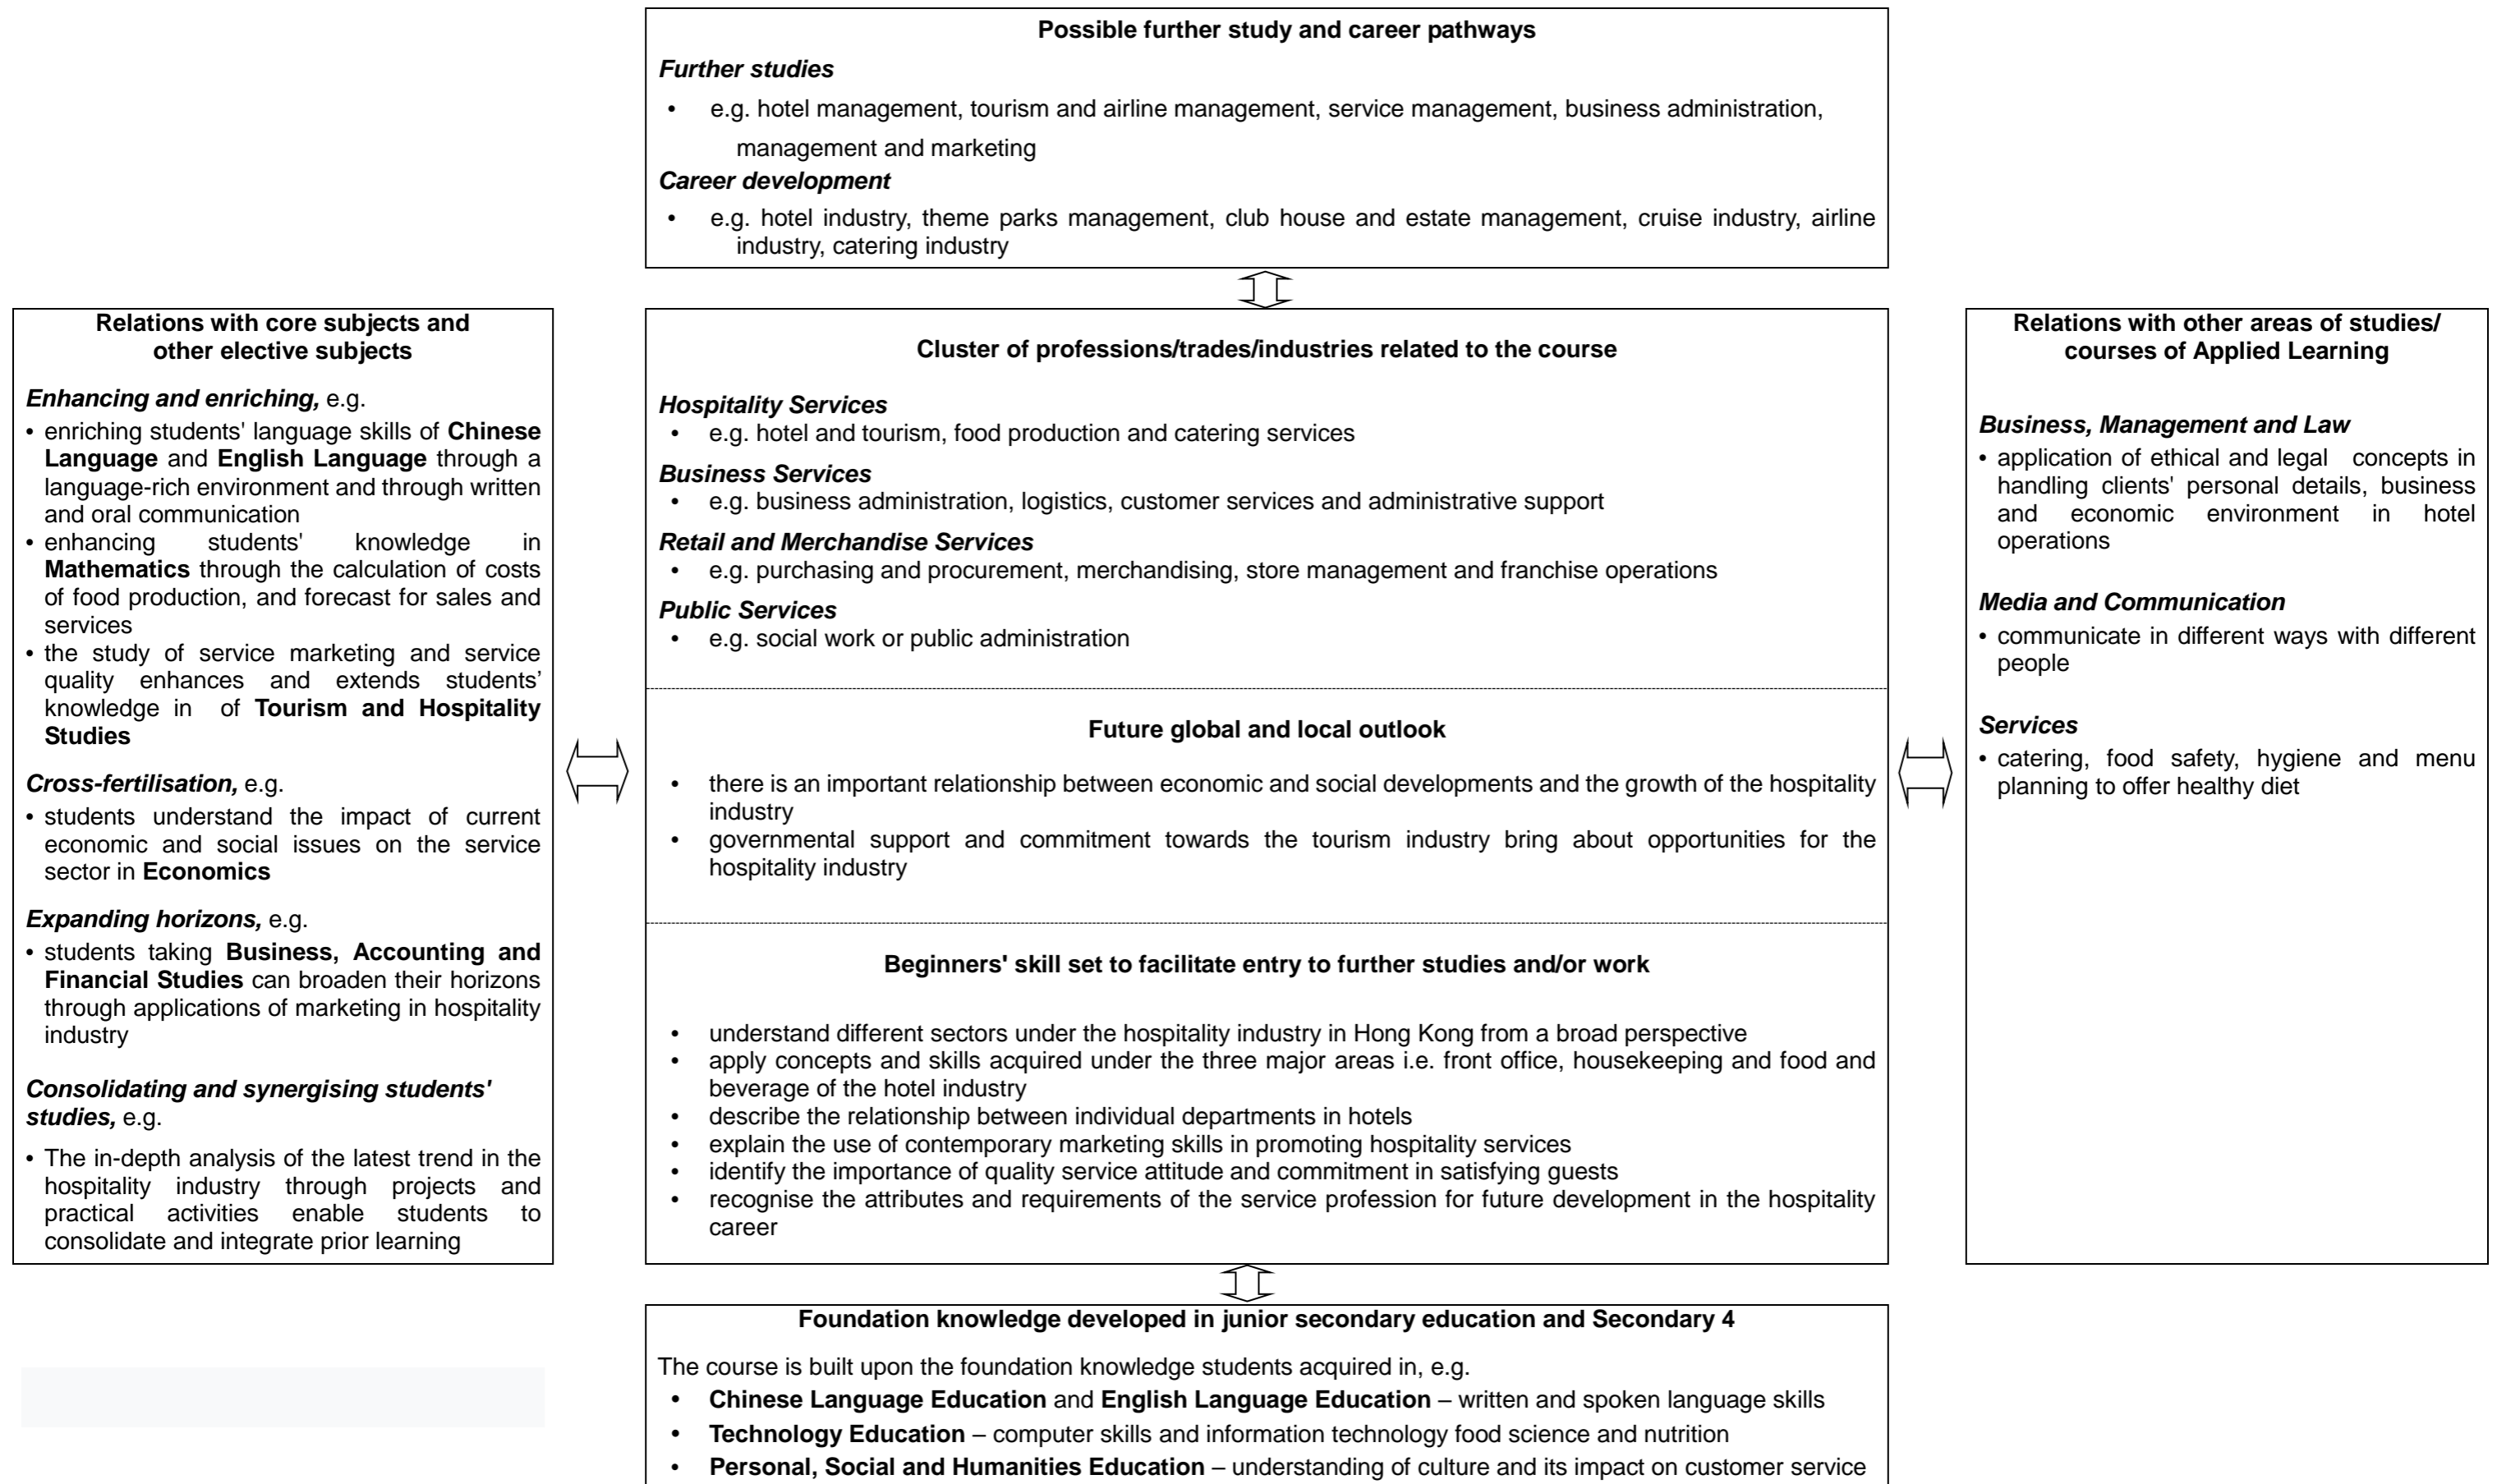 Possible further study and career pathways
Further studies
• e.g. hotel management, tourism and airline management, service management, business administration,
management and marketing
Career development
• e.g. hotel industry, theme parks management, club house and estate management, cruise industry, airline
industry, catering industry
Relations with core subjects and
other elective subjects
Enhancing and enriching, e.g.
• enriching students' language skills of Chinese
Language and English Language through a
language-rich environment and through written
and oral communication
• enhancing students' knowledge in
Mathematics through the calculation of costs
of food production, and forecast for sales and
services
• the study of service marketing and service
quality enhances and extends students’
knowledge in of Tourism and Hospitality
Studies
Cross-fertilisation, e.g.
• students understand the impact of current
economic and social issues on the service
sector in Economics
Expanding horizons, e.g.
• students taking Business, Accounting and
Financial Studies can broaden their horizons
through applications of marketing in hospitality
industry
Consolidating and synergising students'
studies, e.g.
• The in-depth analysis of the latest trend in the
hospitality industry through projects and
practical activities enable students to
consolidate and integrate prior learning
Cluster of professions/trades/industries related to the course
Hospitality Services
• e.g. hotel and tourism, food production and catering services
Business Services
• e.g. business administration, logistics, customer services and administrative support
Retail and Merchandise Services
• e.g. purchasing and procurement, merchandising, store management and franchise operations
Public Services
• e.g. social work or public administration
Future global and local outlook
• there is an important relationship between economic and social developments and the growth of the hospitality
industry
• governmental support and commitment towards the tourism industry bring about opportunities for the
hospitality industry
Beginners' skill set to facilitate entry to further studies and/or work
• understand different sectors under the hospitality industry in Hong Kong from a broad perspective
• apply concepts and skills acquired under the three major areas i.e. front office, housekeeping and food and
beverage of the hotel industry
• describe the relationship between individual departments in hotels
• explain the use of contemporary marketing skills in promoting hospitality services
• identify the importance of quality service attitude and commitment in satisfying guests
• recognise the attributes and requirements of the service profession for future development in the hospitality
career
Relations with other areas of studies/
courses of Applied Learning
Business, Management and Law
• application of ethical and legal concepts in
handling clients' personal details, business
and economic environment in hotel
operations
Media and Communication
• communicate in different ways with different
people
Services
• catering, food safety, hygiene and menu
planning to offer healthy diet
Foundation knowledge developed in junior secondary education and Secondary 4
The course is built upon the foundation knowledge students acquired in, e.g.
• Chinese Language Education and English Language Education – written and spoken language skills
• Technology Education – computer skills and information technology food science and nutrition
• Personal, Social and Humanities Education – understanding of culture and its impact on customer service